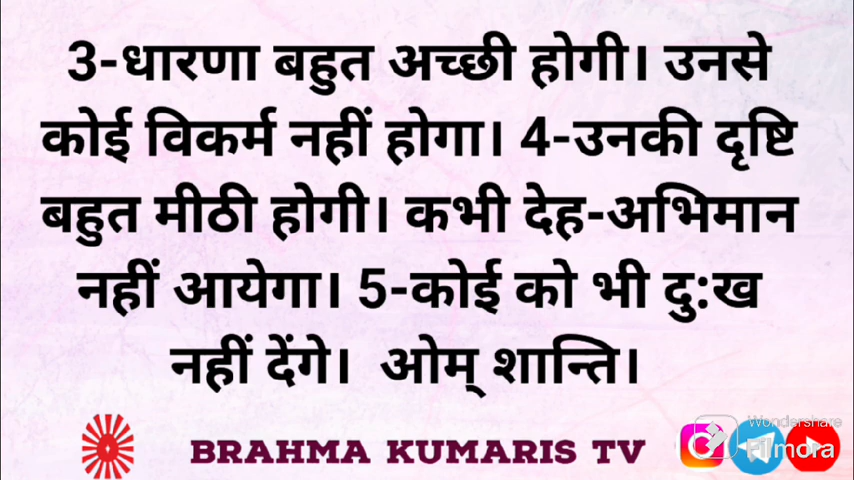 3-धारणा बहुत अच्छी होगी। उनसे
कोई विकर्म नहीं होगा। 4-उनकी दृष्टि
बहुत मीठी होगी। कभी देह-अभिमान
नहीं आयेगा। 5-कोई को भी दु:ख
नहीं देंगे। ओम् शान्ति।
BRAHMA KUMARIS TV
Wondershare
Filmora